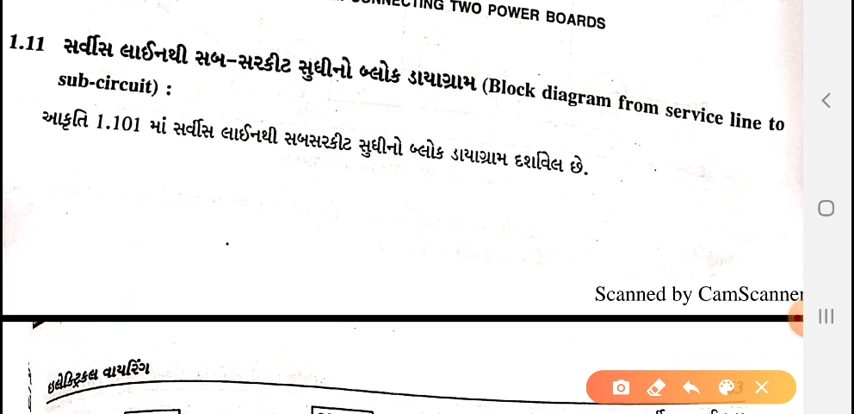 CONNECTING TWO POWER BOARDS
1.11 સર્વીસ લાઈનથી સબ-સરકીટ સુધીનો બ્લોક ડાયાગ્રામ (Block diagram from service line to
sub-circuit) :
આકૃતિ 1.101 માં સર્વીસ લાઈનથી સબસરકીટ સુધીનો બ્લોક ડાયાગ્રામ દર્શાવેલ છે.
Scanned by CamScanner
ઇલેક્ટ્રિકલ વાયરિંગ